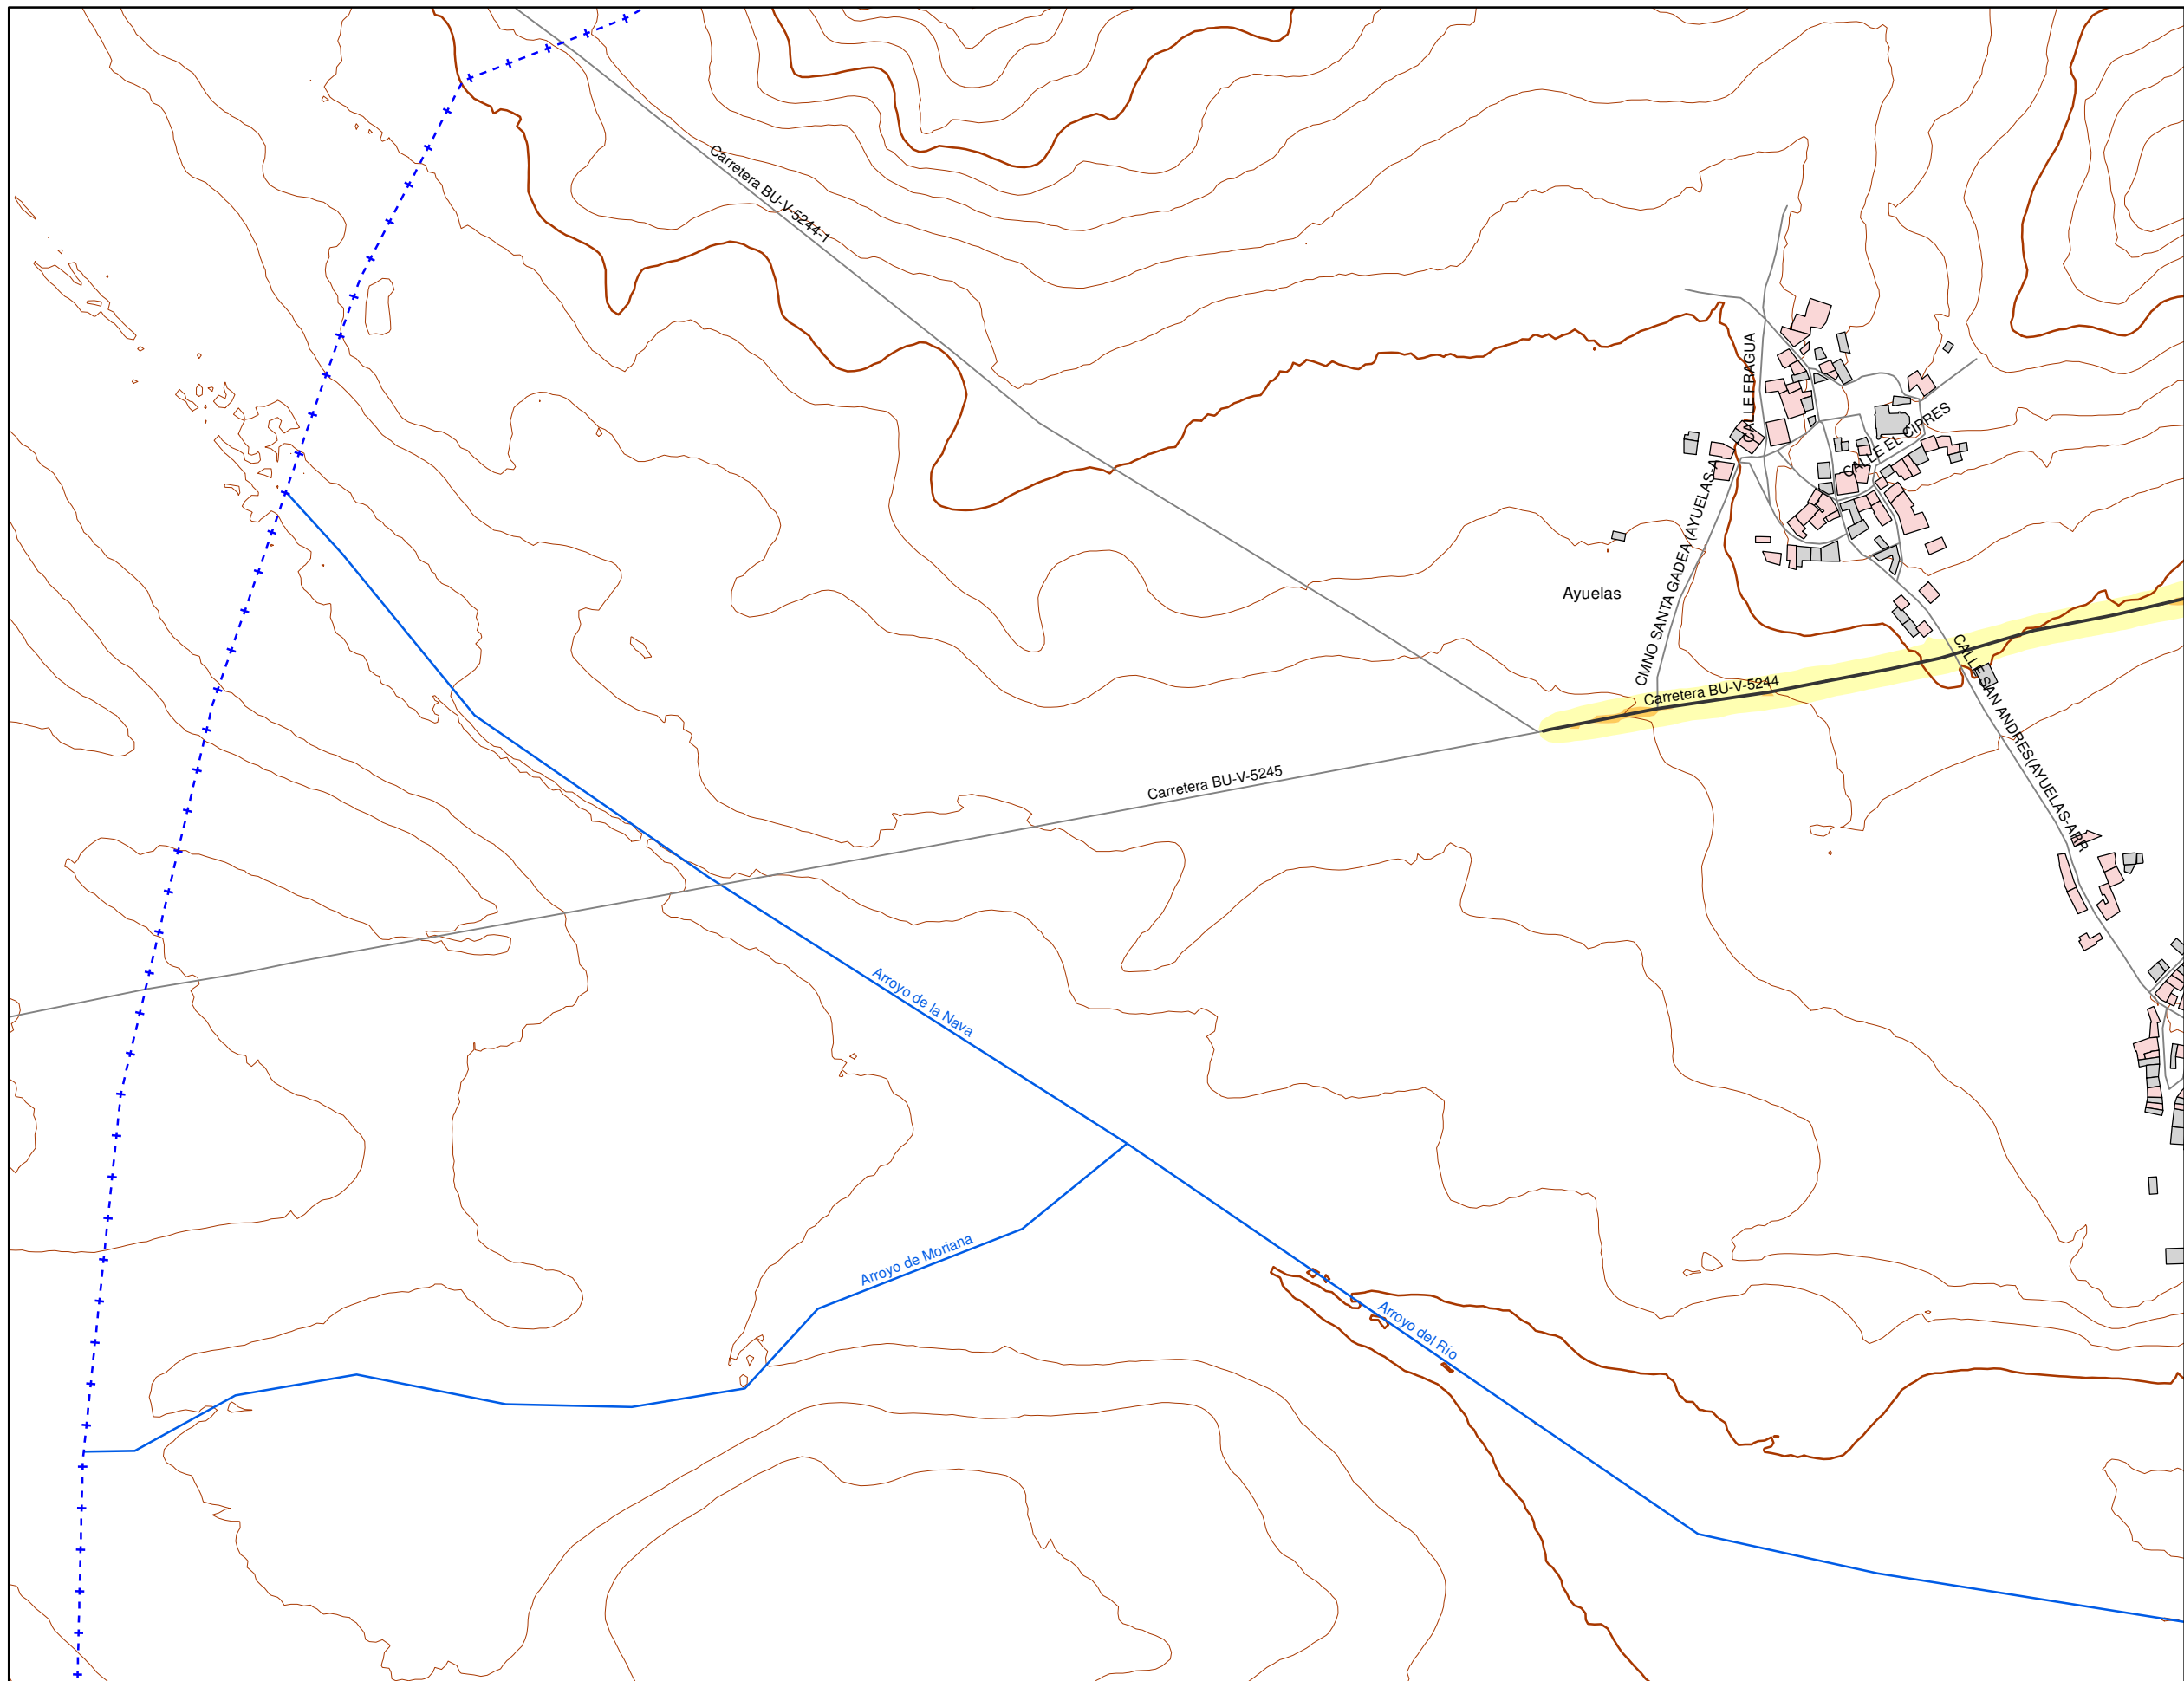 Carretera BU-V-5244-1
CALLE EBAGUA
CALLE EL CIPRES
CMNO SANTA GADEA (AYUELAS-A
Ayuelas
CALLE SAN ANDRES(AYUELAS-ARR
Carretera BU-V-5244
Carretera BU-V-5245
Arroyo de la Nava
Arroyo de Moriana
Arroyo del Río